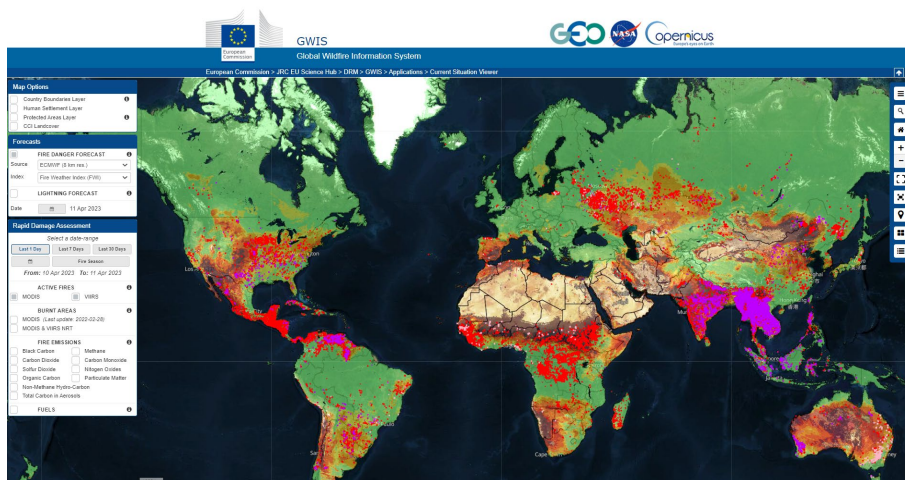 European
Commission
GWIS
Global Wildfire Information System
GEO
NASA
Copernicus
Europe's eyes on Earth
European Commission > JRC EU Science Hub > DRM > GWIS > Applications > Current Situation Viewer
Map Options
Country Boundaries Layer
Human Settlement Layer
Protected Areas Layer
CCI Landcover
Forecasts
FIRE DANGER FORECAST
Source ECMWF (8 km res.)
Index Fire Weather Index (FWI)
LIGHTNING FORECAST
Date 11 Apr 2023
Rapid Damage Assessment
Select a date-range
Last 1 Day Last 7 Days Last 30 Days
Fire Season
From: 10 Apr 2023 To: 11 Apr 2023
ACTIVE FIRES
MODIS VIIRS
BURNT AREAS
MODIS (Last update: 2022-02-28)
MODIS & VIIRS NRT
FIRE EMISSIONS
Black Carbon Methane
Carbon Dioxide Carbon Monoxide
Solfur Dioxide Nitrogen Oxides
Organic Carbon Particulate Matter
Non-Methane Hydro-Carbon
Total Carbon in Aerosols
FUELS